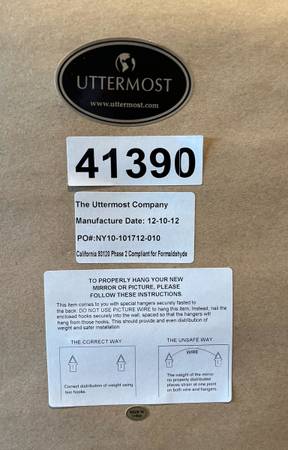 UTTERMOST
www.uttermost.com
41390
The Uttermost Company
Manufacture Date: 12-10-12
PO#:NY10-101712-010
California 93120 Phase 2 Compliant for Formaldehyde
TO PROPERLY HANG YOUR NEW
MIRROR OR PICTURE, PLEASE
FOLLOW THESE INSTRUCTIONS.
This item comes to you with special hangers securely fasted to
the back. DO NOT USE PICTURE WIRE to hang this item. Instead, nail the
enclosed hooks securely into the wall, spaced so that the hangers will
hang from those hooks. This should provide and even distribution of
weight and safer installation
THE CORRECT WAY
THE UNSAFE WAY
WIRE
Correct distribution of weight using
two hooks.
The weight of the mirror
no properly distributed
places strain at one point
on both wire and hangers.